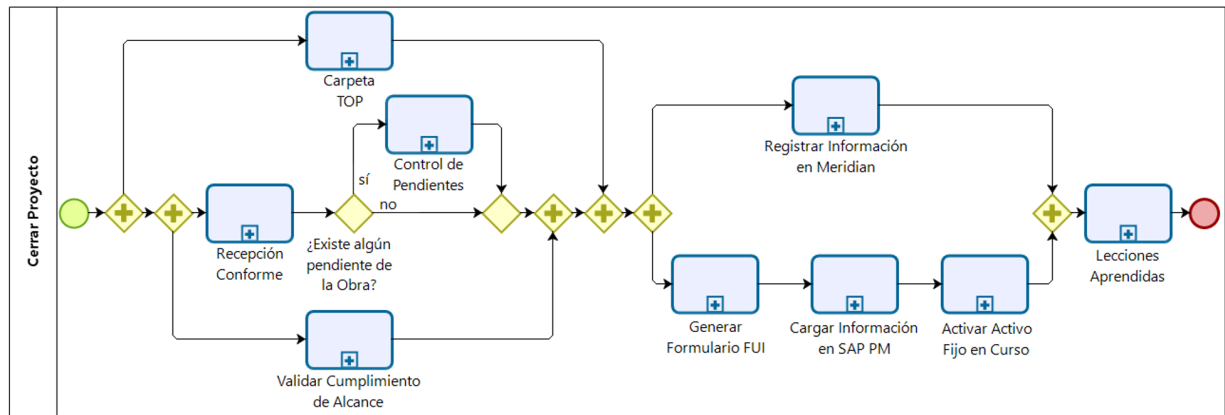 Cerrar Proyecto
Carpeta
TOP
Control de
Pendientes
sí
no
Recepción
Conforme
¿Existe algún
pendiente de
la Obra?
Validar Cumplimiento
de Alcance
Registrar Información
en Meridian
Generar
Formulario FUI
Cargar Información
en SAP PM
Activar Activo
Fijo en Curso
Lecciones
Aprendidas